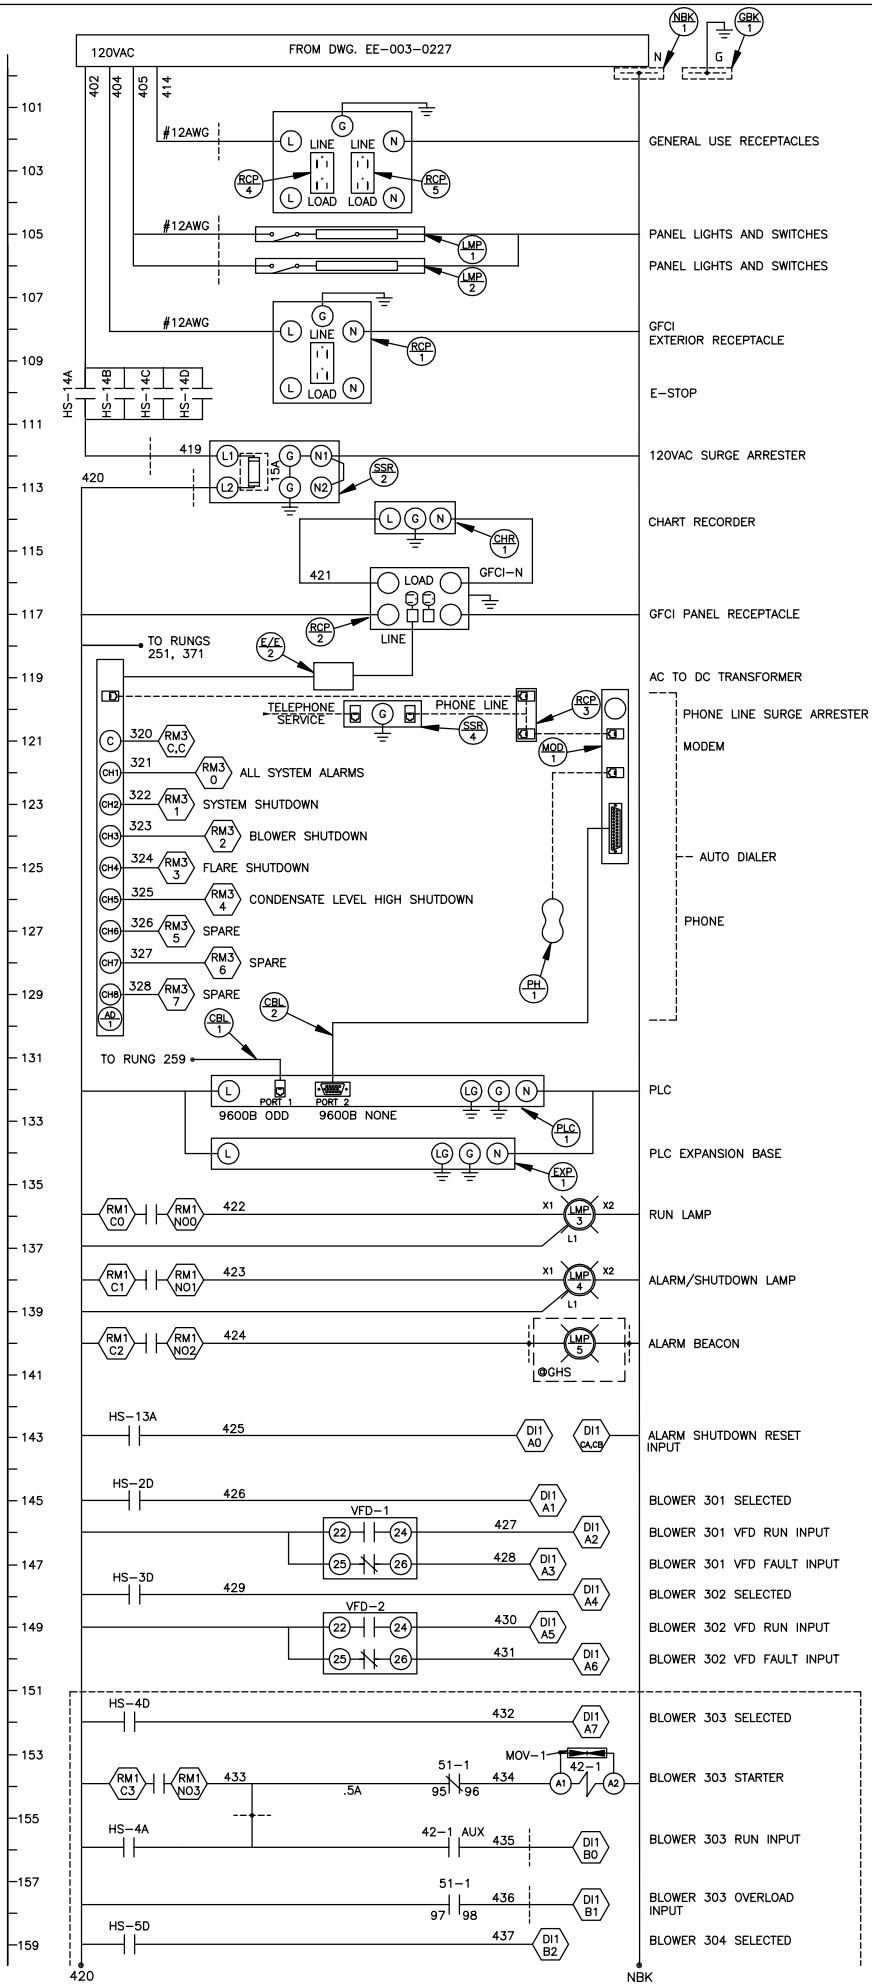 NBK
1
GBK
1
120VAC
FROM DWG. EE-003-0227
N
G
402
404
405
414
101
#12AWG
G
L
LINE
LINE
N
GENERAL USE RECEPTACLES
103
RCP
4
RCP
5
L
LOAD
LOAD
N
105
#12AWG
LMP
1
PANEL LIGHTS AND SWITCHES
LMP
2
PANEL LIGHTS AND SWITCHES
107
#12AWG
G
L
LINE
N
RCP
1
GFCI
EXTERIOR RECEPTACLE
109
HS-14A
HS-14B
HS-14C
HS-14D
L
LOAD
N
E-STOP
111
419
L1
15A
G
N1
120VAC SURGE ARRESTER
420
SSR
2
113
L2
G
N2
L
G
N
CHART RECORDER
CHR
1
115
421
LOAD
GFCI-N
117
RCP
2
LINE
GFCI PANEL RECEPTACLE
TO RUNGS
251, 371
E/E
2
119
AC TO DC TRANSFORMER
TELEPHONE
SERVICE
G
PHONE LINE
RCP
3
SSR
4
PHONE LINE SURGE ARRESTER
121
C
320
RM3
C,C
MOD
1
MODEM
CH1
321
RM3
0
ALL SYSTEM ALARMS
123
CH2
322
RM3
1
SYSTEM SHUTDOWN
CH3
323
RM3
2
BLOWER SHUTDOWN
125
CH4
324
RM3
3
FLARE SHUTDOWN
AUTO DIALER
CH5
325
RM3
4
CONDENSATE LEVEL HIGH SHUTDOWN
127
CH6
326
RM3
5
SPARE
PHONE
CH7
327
RM3
6
SPARE
129
CH8
328
RM3
7
SPARE
PH
1
AD
1
CBL
1
CBL
2
131
TO RUNG 259
L
PORT 1
PORT 2
LG
G
N
PLC
9600B ODD
9600B NONE
133
PLC
1
L
LG
G
N
PLC EXPANSION BASE
EXP
1
135
RM1
C0
RM1
NO0
422
X1
LMP
3
X2
RUN LAMP
L1
137
RM1
C1
RM1
NO1
423
X1
LMP
4
X2
ALARM/SHUTDOWN LAMP
L1
139
RM1
C2
RM1
NO2
424
LMP
5
ALARM BEACON
@GHS
141
HS-13A
143
425
DI1
A0
DI1
CA,CB
ALARM SHUTDOWN RESET
INPUT
HS-2D
145
426
DI1
A1
BLOWER 301 SELECTED
VFD-1
22
24
427
DI1
A2
BLOWER 301 VFD RUN INPUT
147
25
26
428
DI1
A3
BLOWER 301 VFD FAULT INPUT
HS-3D
429
DI1
A4
BLOWER 302 SELECTED
VFD-2
149
22
24
430
DI1
A5
BLOWER 302 VFD RUN INPUT
25
26
431
DI1
A6
BLOWER 302 VFD FAULT INPUT
151
HS-4D
432
DI1
A7
BLOWER 303 SELECTED
153
MOV-1
RM1
C3
RM1
NO3
433
.5A
51-1
95
96
434
A1
42-1
A2
BLOWER 303 STARTER
155
HS-4A
42-1 AUX
435
DI1
B0
BLOWER 303 RUN INPUT
157
51-1
97
98
436
DI1
B1
BLOWER 303 OVERLOAD
INPUT
HS-5D
159
437
DI1
B2
BLOWER 304 SELECTED
420
NBK